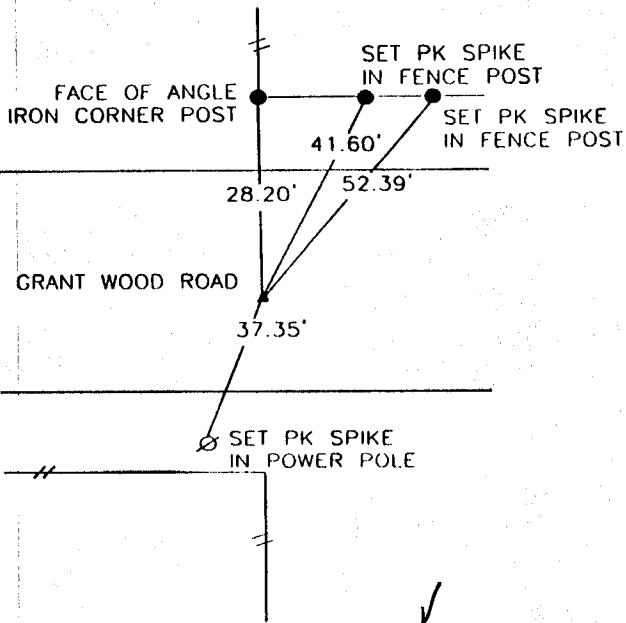 SET PK SPIKE
IN FENCE POST
FACE OF ANGLE
IRON CORNER POST
SET PK SPIKE
IN FENCE POST
41.60'
28.20'
52.39'
GRANT WOOD ROAD
37.35'
SET PK SPIKE
IN POWER POLE